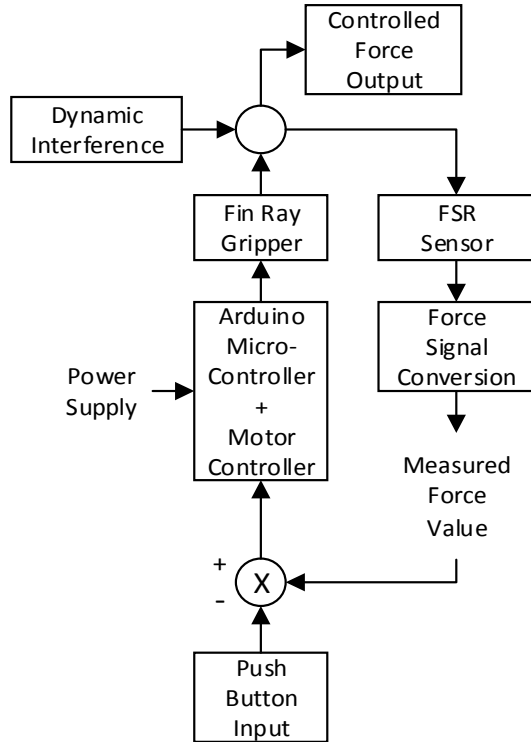 Controlled
Force
Output
Dynamic
Interference
Fin Ray
Gripper
FSR
Sensor
Arduino
Micro-
Controller
+
Motor
Controller
Force
Signal
Conversion
Power
Supply
Measured
Force
Value
+
-
X
Push
Button
Input